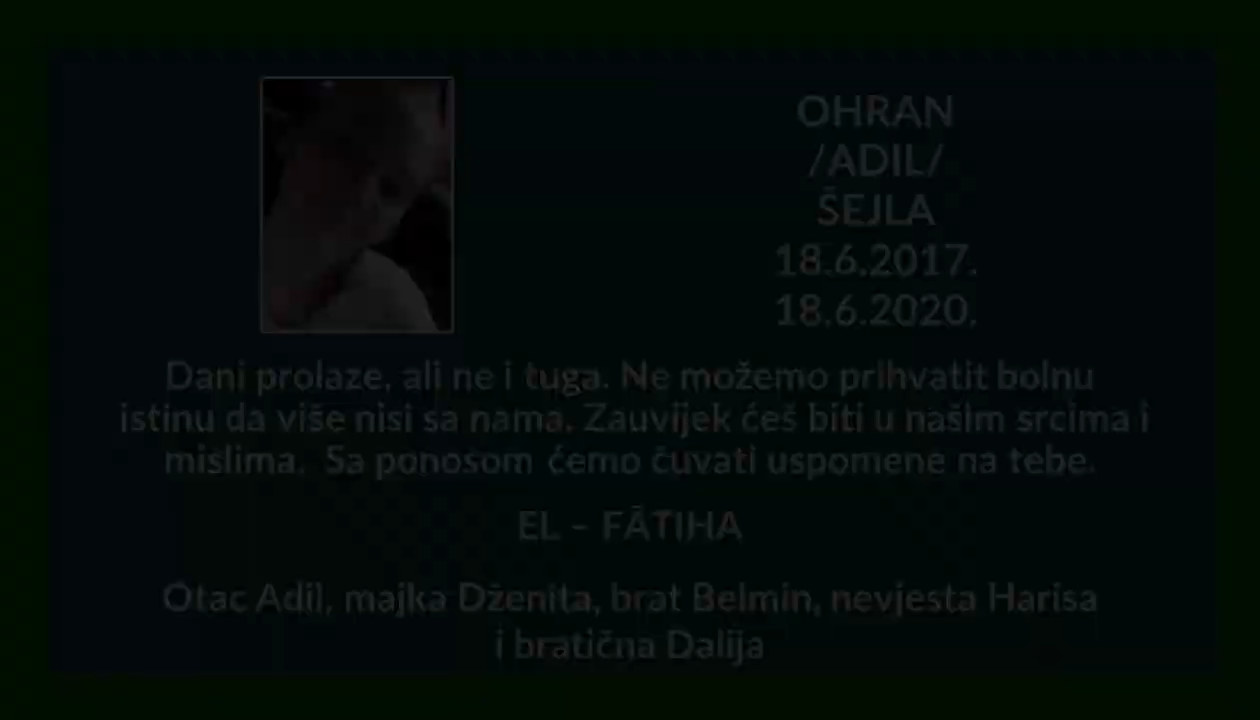 OHRAN
/ADIL/
ŠEJLA
18.6.2017.
18.6.2020.
Dani prolaze, ali ne i tuga. Ne možemo prihvatit bolnu
istinu da više nisi sa nama. Zauvijek ćeš biti u našim srcima i
mislima. Sa ponosom ćemo čuvati uspomene na tebe.
EL – FĀTIHA
Otac Adil, majka Dženita, brat Belmin, nevjesta Harisa
i bratična Dalija